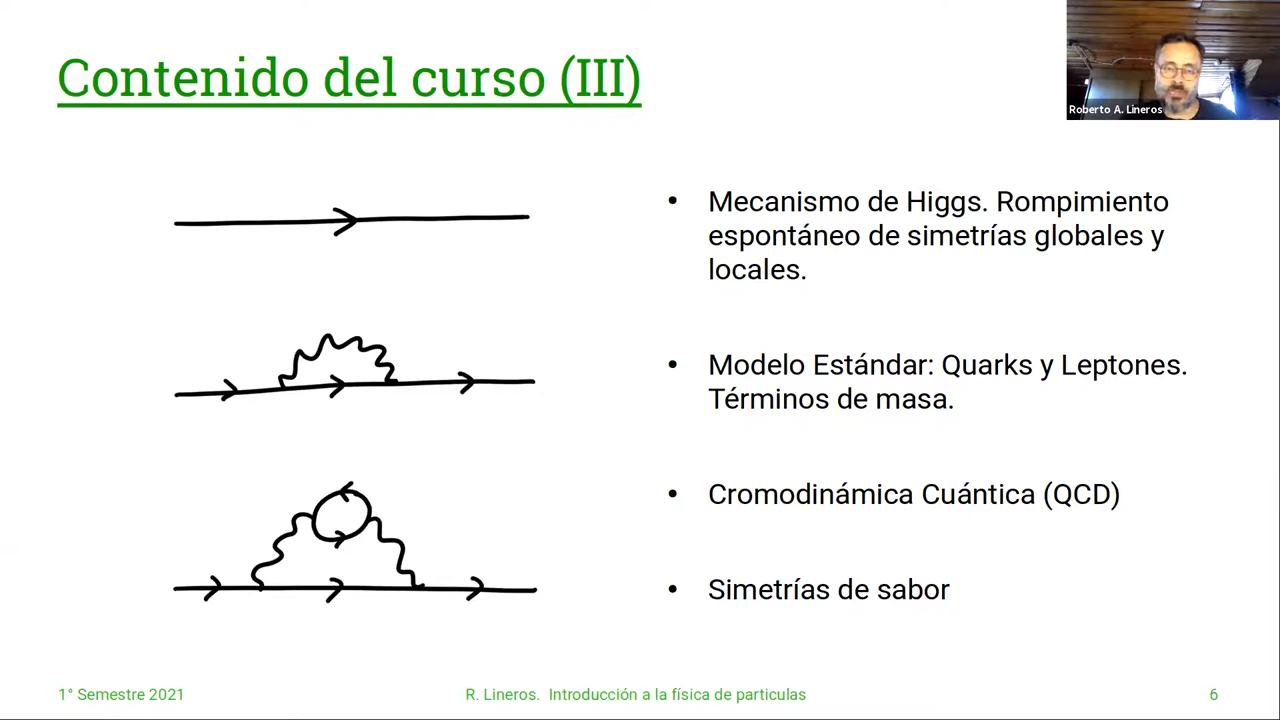 Contenido del curso (III)
Roberto A. Lineros
• Mecanismo de Higgs. Rompimiento
espontáneo de simetrías globales y
locales.
• Modelo Estándar: Quarks y Leptones.
Términos de masa.
• Cromodinámica Cuántica (QCD)
• Simetrías de sabor
1° Semestre 2021
R. Lineros.  Introducción a la física de particulas
6